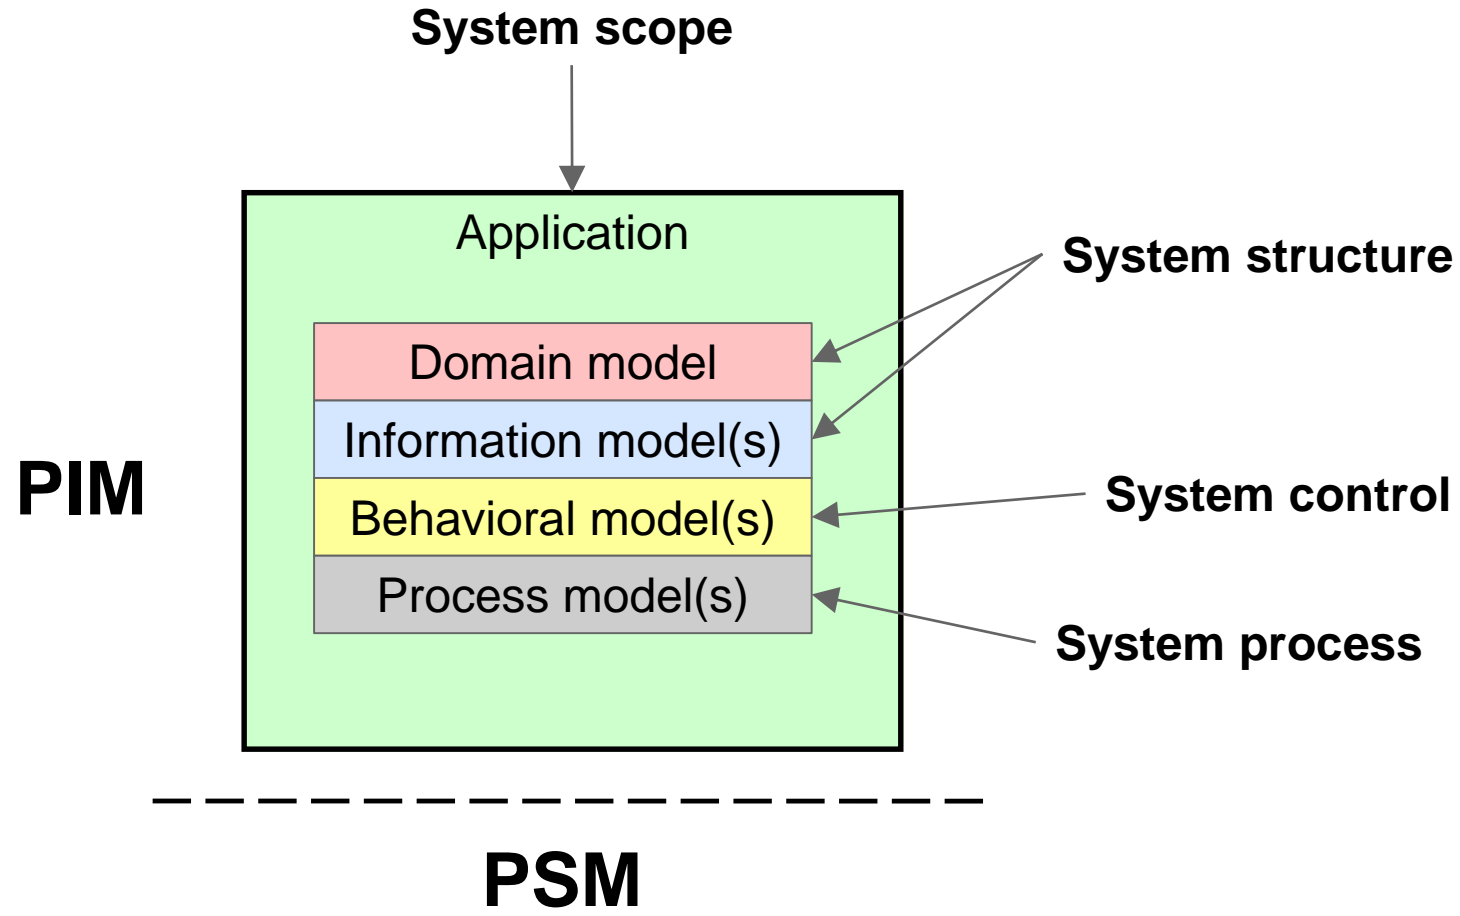 System scope
Application
System structure
Domain model
Information model(s)
PIM
Behavioral model(s)
System control
Process model(s)
System process
PSM